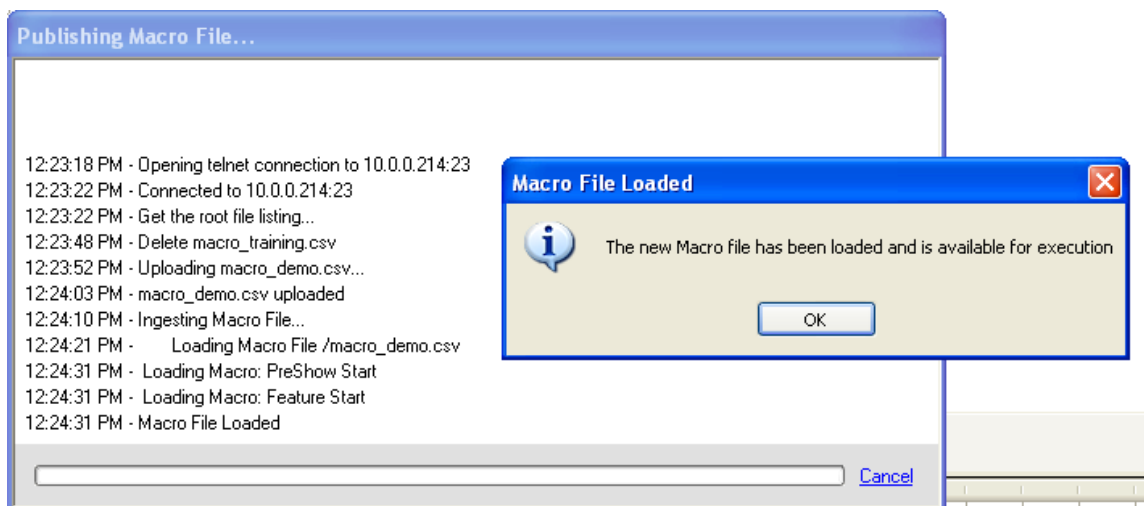 Publishing Macro File...
12:23:18 PM - Opening telnet connection to 10.0.0.214:23
12:23:22 PM - Connected to 10.0.0.214:23
12:23:22 PM - Get the root file listing...
12:23:48 PM - Delete macro_training.csv
12:23:52 PM - Uploading macro_demo.csv...
12:24:03 PM - macro_demo.csv uploaded
12:24:10 PM - Ingesting Macro File...
12:24:21 PM - Loading Macro File /macro_demo.csv
12:24:31 PM - Loading Macro: PreShow Start
12:24:31 PM - Loading Macro: Feature Start
12:24:31 PM - Macro File Loaded
Cancel
Macro File Loaded
The new Macro file has been loaded and is available for execution
OK